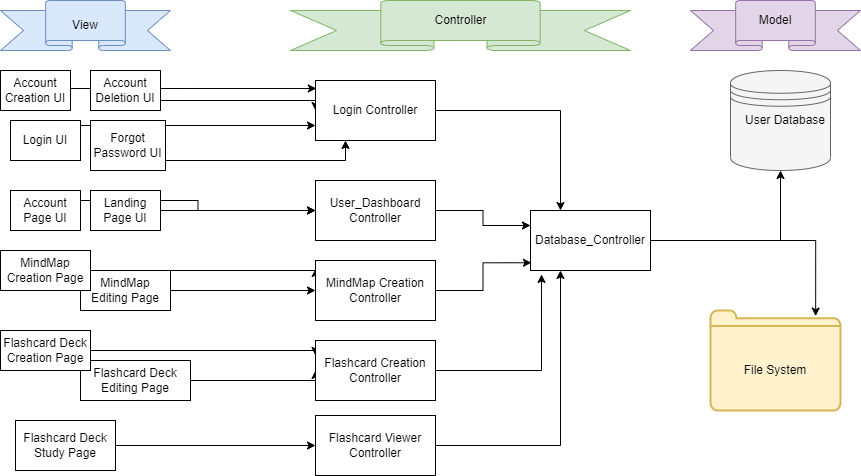 View
Controller
Model
Account
Creation UI
Account
Deletion UI
Login Controller
User Database
Login UI
Forgot
Password UI
Account
Page UI
Landing
Page UI
User_Dashboard
Controller
Database_Controller
MindMap
Creation Page
MindMap
Editing Page
MindMap Creation
Controller
Flashcard Deck
Creation Page
Flashcard Deck
Editing Page
Flashcard Creation
Controller
File System
Flashcard Deck
Study Page
Flashcard Viewer
Controller